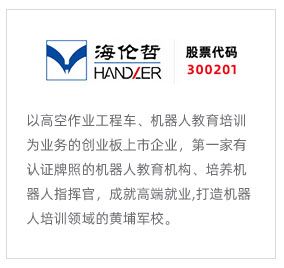 海伦哲
HANDLER
股票代码
300201
以高空作业工程车、机器人教育培训
为业务的创业板上市企业，第一家有
认证牌照的机器人教育机构、培养机
器人指挥官，成就高端就业,打造机器
人培训领域的黄埔军校。